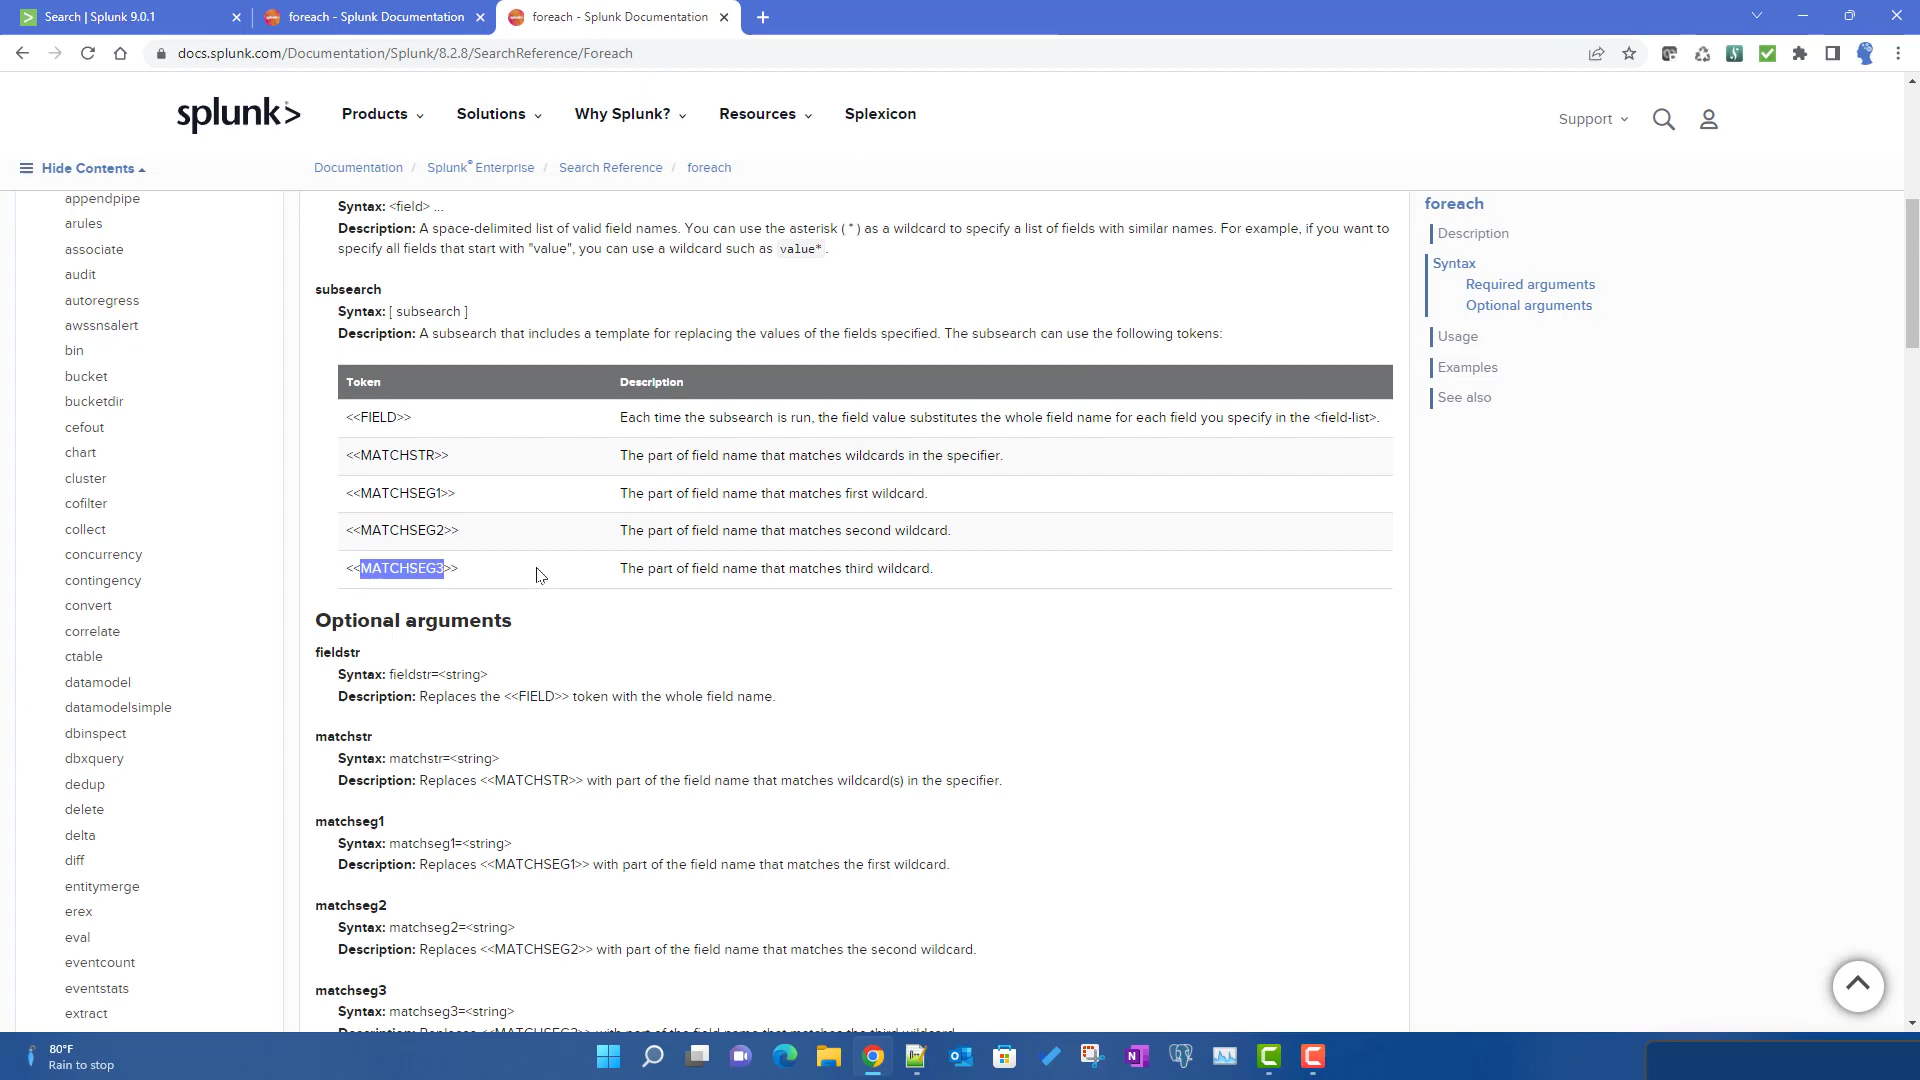 Search | Splunk 9.0.1
foreach - Splunk Documentation
foreach - Splunk Documentation
docs.splunk.com/Documentation/Splunk/8.2.8/SearchReference/Foreach
splunk>
Products
Solutions
Why Splunk?
Resources
Splexicon
Support
Hide Contents
Documentation / Splunk® Enterprise / Search Reference / foreach
appendpipe
arules
associate
audit
autoregress
awssnsalert
bin
bucket
bucketdir
cefout
chart
cluster
cofilter
collect
concurrency
contingency
convert
correlate
ctable
datamodel
datamodelsimple
dbinspect
dbxquery
dedup
delete
delta
diff
entitymerge
erex
eval
eventcount
eventstats
extract
Syntax: <field> ...
Description: A space-delimited list of valid field names. You can use the asterisk ( * ) as a wildcard to specify a list of fields with similar names. For example, if you want to
specify all fields that start with "value", you can use a wildcard such as value* .
subsearch
Syntax: [ subsearch ]
Description: A subsearch that includes a template for replacing the values of the fields specified. The subsearch can use the following tokens:
Token Description
<<FIELD>> Each time the subsearch is run, the field value substitutes the whole field name for each field you specify in the <field-list>.
<<MATCHSTR>> The part of field name that matches wildcards in the specifier.
<<MATCHSEG1>> The part of field name that matches first wildcard.
<<MATCHSEG2>> The part of field name that matches second wildcard.
<<MATCHSEG3>> The part of field name that matches third wildcard.
Optional arguments
fieldstr
Syntax: fieldstr=<string>
Description: Replaces the <<FIELD>> token with the whole field name.
matchstr
Syntax: matchstr=<string>
Description: Replaces <<MATCHSTR>> with part of the field name that matches wildcard(s) in the specifier.
matchseg1
Syntax: matchseg1=<string>
Description: Replaces <<MATCHSEG1>> with part of the field name that matches the first wildcard.
matchseg2
Syntax: matchseg2=<string>
Description: Replaces <<MATCHSEG2>> with part of the field name that matches the second wildcard.
matchseg3
Syntax: matchseg3=<string>
Description: Replaces <<MATCHSEG3>> with part of the field name that matches the third wildcard.
foreach
Description
Syntax
Required arguments
Optional arguments
Usage
Examples
See also
80°F
Rain to stop